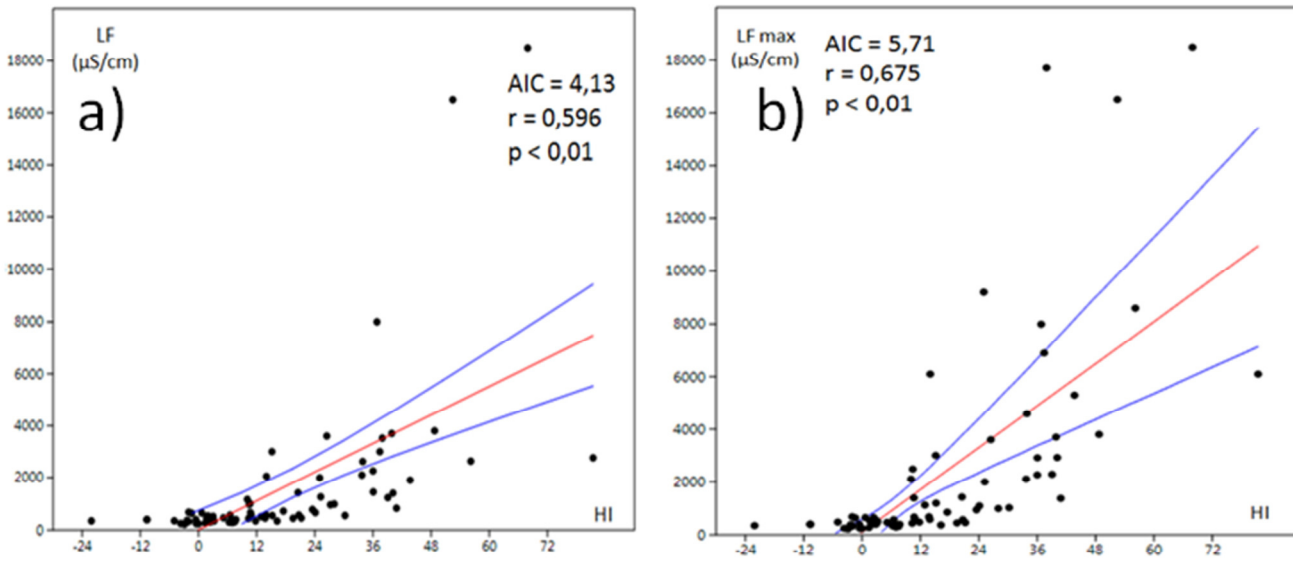 LF
(µS/cm)
a)
AIC = 4,13
r = 0,596
p < 0,01
18000
16000
14000
12000
10000
8000
6000
4000
2000
0
HI
-24 -12 0 12 24 36 48 60 72
LF max
(µS/cm)
b)
AIC = 5,71
r = 0,675
p < 0,01
18000
16000
14000
12000
10000
8000
6000
4000
2000
0
HI
-24 -12 0 12 24 36 48 60 72